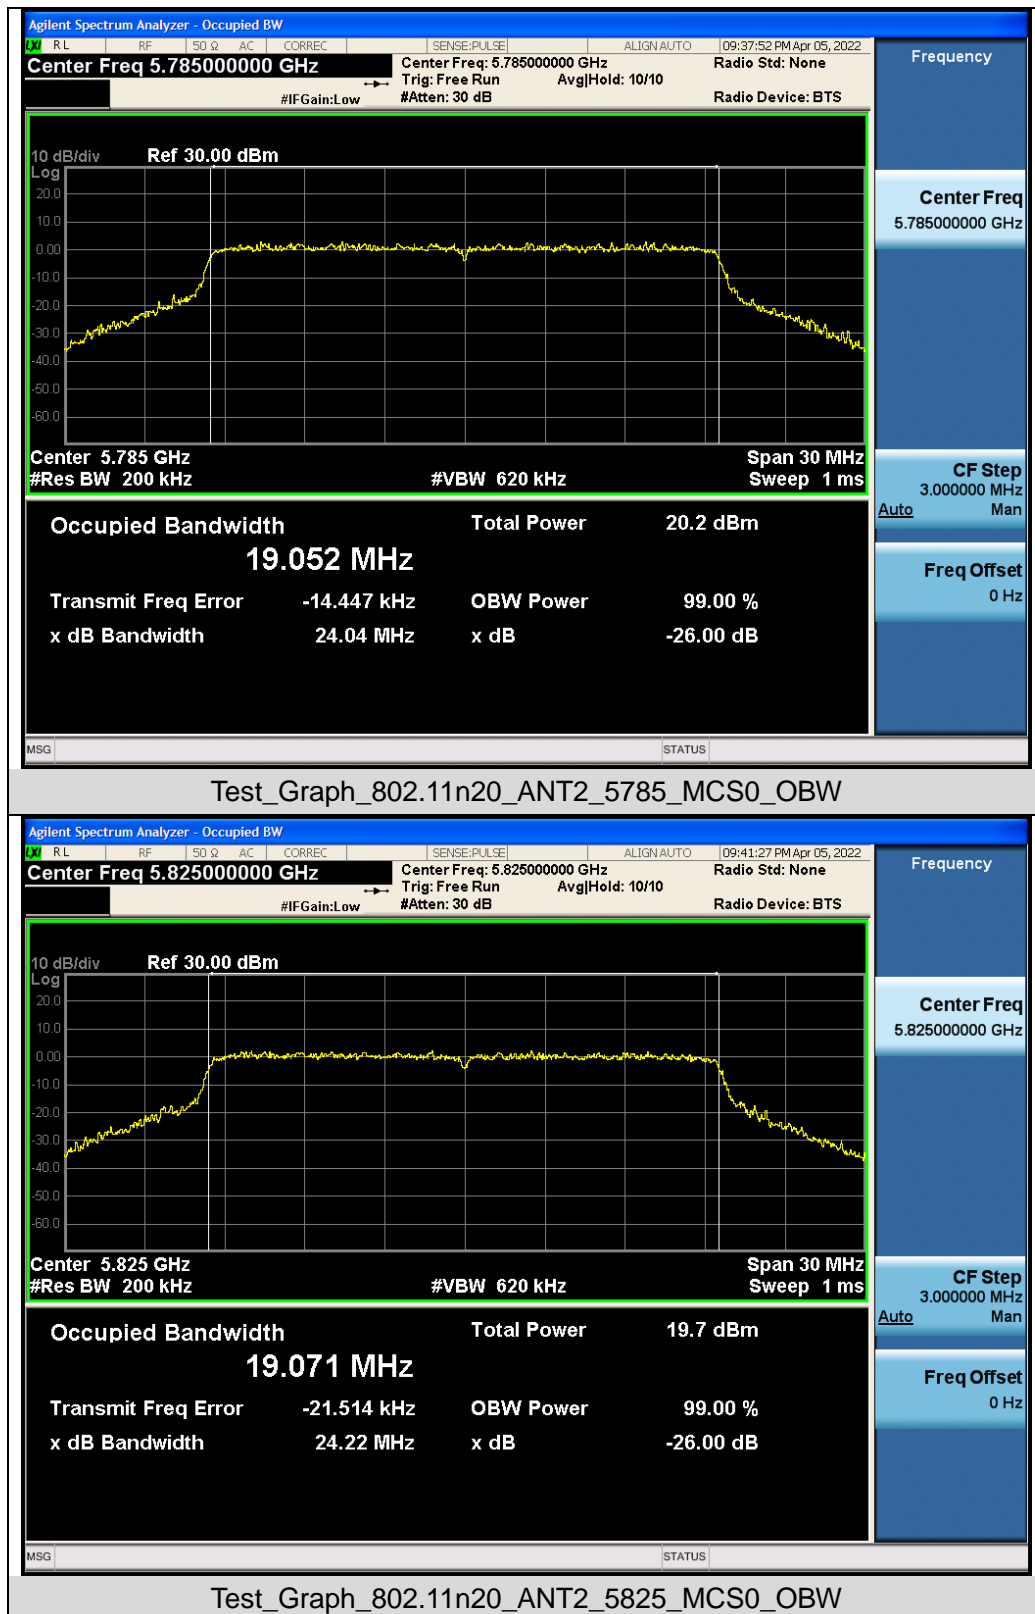 Agilent Spectrum Analyzer - Occupied BW
LXI RL RF 50 Ω AC CORREC SENSE:PULSE ALIGN AUTO 09:37:52 PM Apr 05, 2022
Center Freq 5.785000000 GHz Center Freq: 5.785000000 GHz Radio Std: None
Trig: Free Run Avg|Hold: 10/10
#IFGain:Low #Atten: 30 dB Radio Device: BTS
10 dB/div Ref 30.00 dBm
Log
20.0
10.0
0.00
-10.0
-20.0
-30.0
-40.0
-50.0
-60.0
Center 5.785 GHz Span 30 MHz
#Res BW 200 kHz #VBW 620 kHz Sweep 1 ms
Occupied Bandwidth Total Power 20.2 dBm
19.052 MHz
Transmit Freq Error -14.447 kHz OBW Power 99.00 %
x dB Bandwidth 24.04 MHz x dB -26.00 dB
MSG STATUS
Frequency
Center Freq
5.785000000 GHz
CF Step
3.000000 MHz
Auto Man
Freq Offset
0 Hz
Test_Graph_802.11n20_ANT2_5785_MCS0_OBW
Agilent Spectrum Analyzer - Occupied BW
LXI RL RF 50 Ω AC CORREC SENSE:PULSE ALIGN AUTO 09:41:27 PM Apr 05, 2022
Center Freq 5.825000000 GHz Center Freq: 5.825000000 GHz Radio Std: None
Trig: Free Run Avg|Hold: 10/10
#IFGain:Low #Atten: 30 dB Radio Device: BTS
10 dB/div Ref 30.00 dBm
Log
20.0
10.0
0.00
-10.0
-20.0
-30.0
-40.0
-50.0
-60.0
Center 5.825 GHz Span 30 MHz
#Res BW 200 kHz #VBW 620 kHz Sweep 1 ms
Occupied Bandwidth Total Power 19.7 dBm
19.071 MHz
Transmit Freq Error -21.514 kHz OBW Power 99.00 %
x dB Bandwidth 24.22 MHz x dB -26.00 dB
MSG STATUS
Frequency
Center Freq
5.825000000 GHz
CF Step
3.000000 MHz
Auto Man
Freq Offset
0 Hz
Test_Graph_802.11n20_ANT2_5825_MCS0_OBW